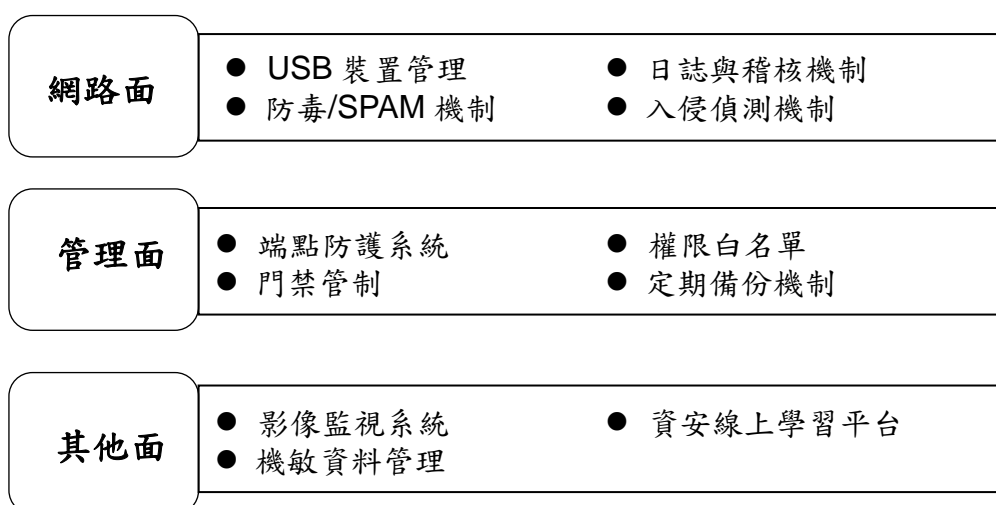 網路面
● USB 裝置管理
● 防毒/SPAM 機制
● 日誌與稽核機制
● 入侵偵測機制
管理面
● 端點防護系統
● 門禁管制
● 權限白名單
● 定期備份機制
其他面
● 影像監視系統
● 機敏資料管理
● 資安線上學習平台